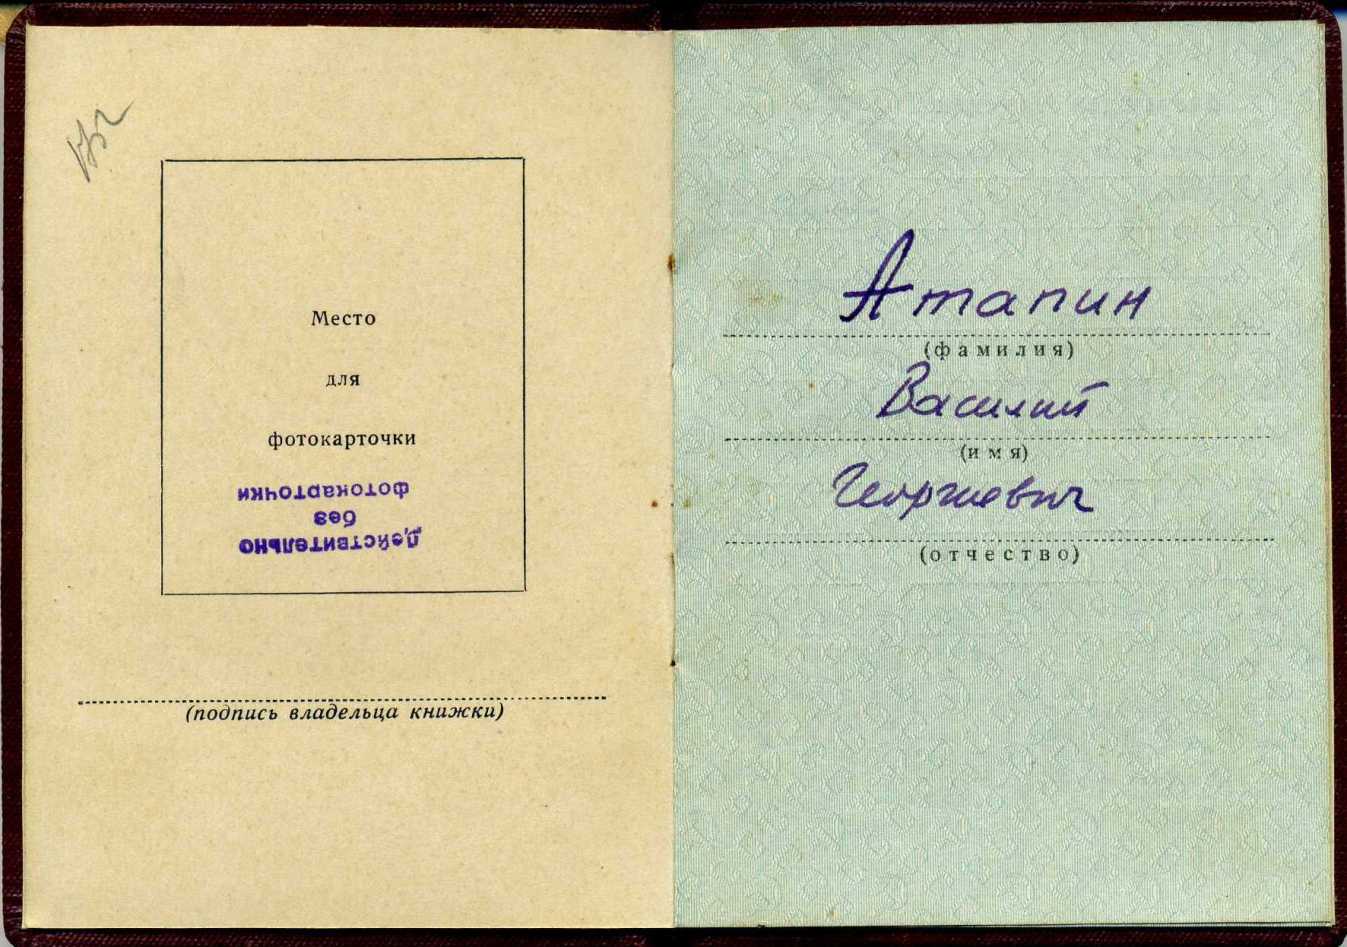 Место
для
фотокарточки
Действительно
без
фотокарточки
(подпись владельца книжки)
Атапин
(фамилия)
Василий
(имя)
Георгиевич
(отчество)